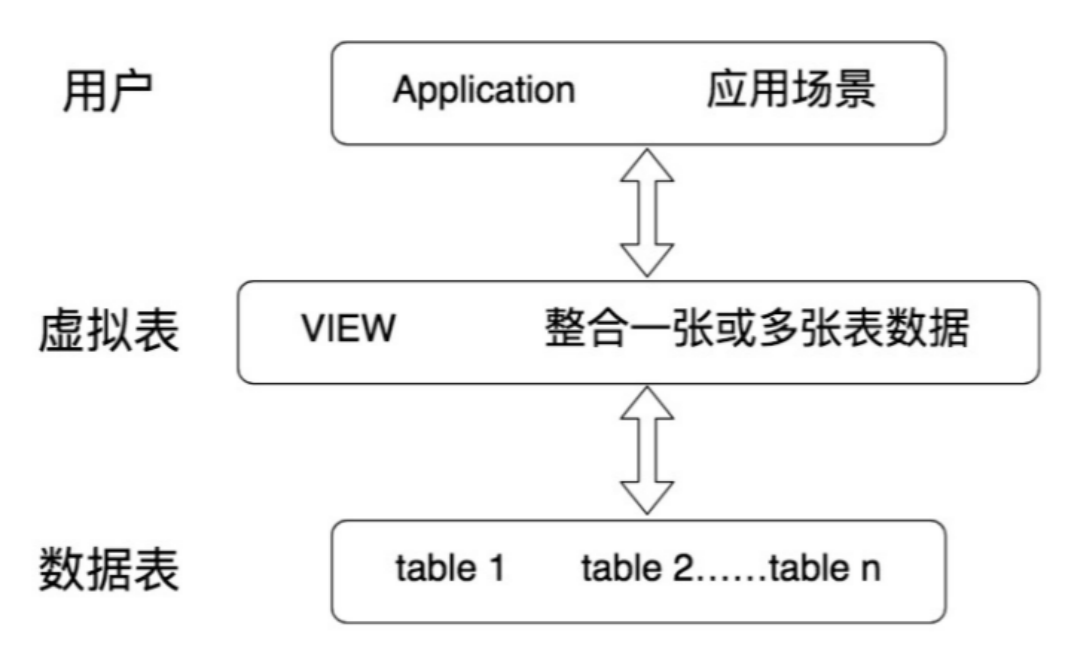 用户 Application 应用场景
虚拟表 VIEW 整合一张或多张表数据
数据表 table 1 table 2......table n